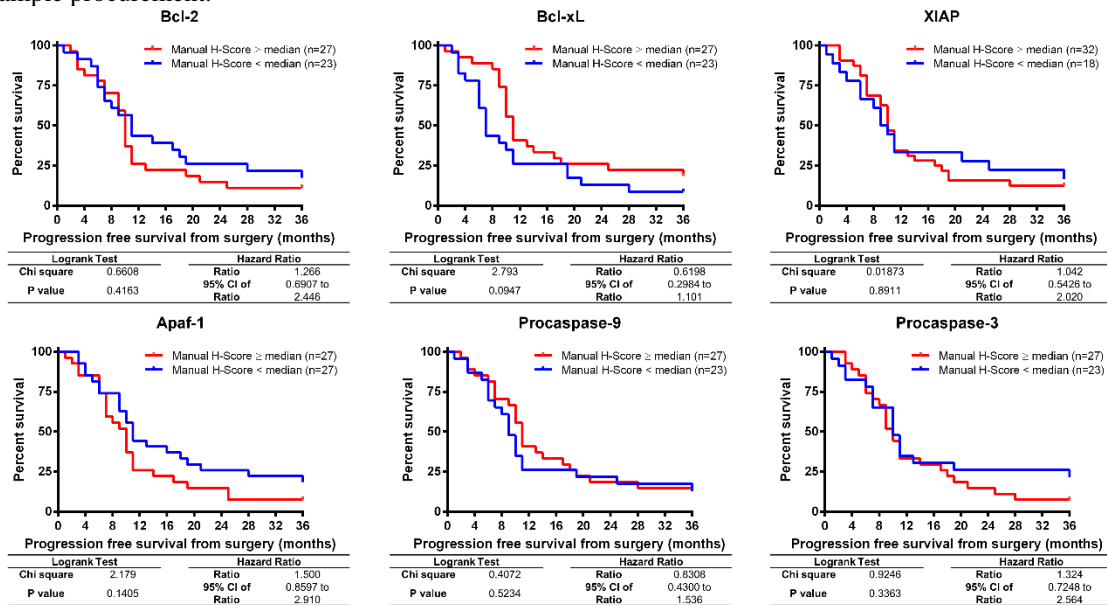 ample procurement.
Bcl-2
Manual H-Score > median (n=27)
Manual H-Score < median (n=23)
Percent survival
100
75
50
25
0
0 4 8 12 16 20 24 28 32 36
Progression free survival from surgery (months)
Logrank Test Hazard Ratio
Chi square 0.6608 Ratio 1.266
P value 0.4163 95% CI of Ratio 0.6907 to 2.446
Bcl-xL
Manual H-Score > median (n=27)
Manual H-Score < median (n=23)
Percent survival
100
75
50
25
0
0 4 8 12 16 20 24 28 32 36
Progression free survival from surgery (months)
Logrank Test Hazard Ratio
Chi square 2.793 Ratio 0.6198
P value 0.0947 95% CI of Ratio 0.2984 to 1.101
XIAP
Manual H-Score > median (n=32)
Manual H-Score < median (n=18)
Percent survival
100
75
50
25
0
0 4 8 12 16 20 24 28 32 36
Progression free survival from surgery (months)
Logrank Test Hazard Ratio
Chi square 0.01873 Ratio 1.042
P value 0.8911 95% CI of Ratio 0.5426 to 2.020
Apaf-1
Manual H-Score ≥ median (n=27)
Manual H-Score < median (n=27)
Percent survival
100
75
50
25
0
0 4 8 12 16 20 24 28 32 36
Progression free survival from surgery (months)
Logrank Test Hazard Ratio
Chi square 2.179 Ratio 1.500
P value 0.1405 95% CI of Ratio 0.8597 to 2.910
Procaspase-9
Manual H-Score ≥ median (n=27)
Manual H-Score < median (n=23)
Percent survival
100
75
50
25
0
0 4 8 12 16 20 24 28 32 36
Progression free survival from surgery (months)
Logrank Test Hazard Ratio
Chi square 0.4072 Ratio 0.8308
P value 0.5234 95% CI of Ratio 0.4300 to 1.536
Procaspase-3
Manual H-Score ≥ median (n=27)
Manual H-Score < median (n=23)
Percent survival
100
75
50
25
0
0 4 8 12 16 20 24 28 32 36
Progression free survival from surgery (months)
Logrank Test Hazard Ratio
Chi square 0.9246 Ratio 1.324
P value 0.3363 95% CI of Ratio 0.7248 to 2.564